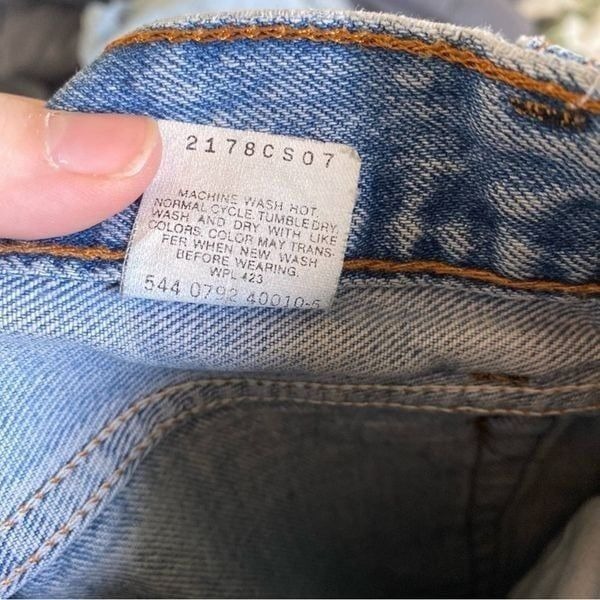 2178CS07
MACHINE WASH HOT
NORMAL CYCLE. TUMBLE DRY
WASH AND DRY WITH LIKE
COLORS. COLOR MAY TRANS-
FER WHEN NEW. WASH
BEFORE WEARING.
WPL 423
544 0792 40010-5